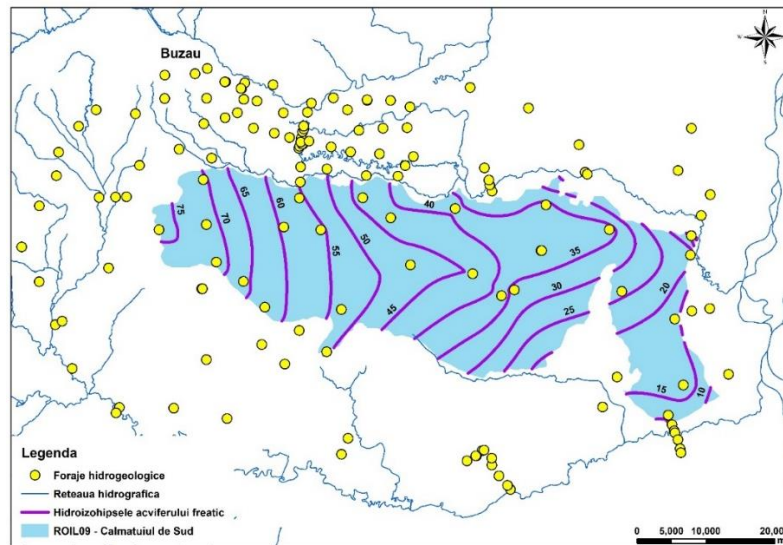 Buzau
N
75
70
65
60
55
50
45
40
35
30
25
20
15
10
Legenda
Foraje hidrogeologice
Reteaua hidrografica
Hidroizohipsele acviferului freatic
ROIL09 - Calmatuiul de Sud
0 5,000 10,000 20,00